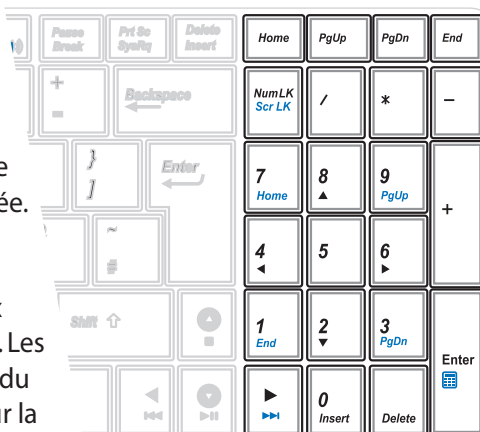 Pause Break
Prt Sc SysRq
Delete Insert
Home
PgUp
PgDn
End
+
=
Backspace
NumLK
Scr LK
/
*
−
e
ée.
}
]
Enter
7
Home
8
9
PgUp
+
~
#
4
5
6
x
. Les
du
ur la
Shift
1
End
2
3
PgDn
Enter
0
Insert
Delete